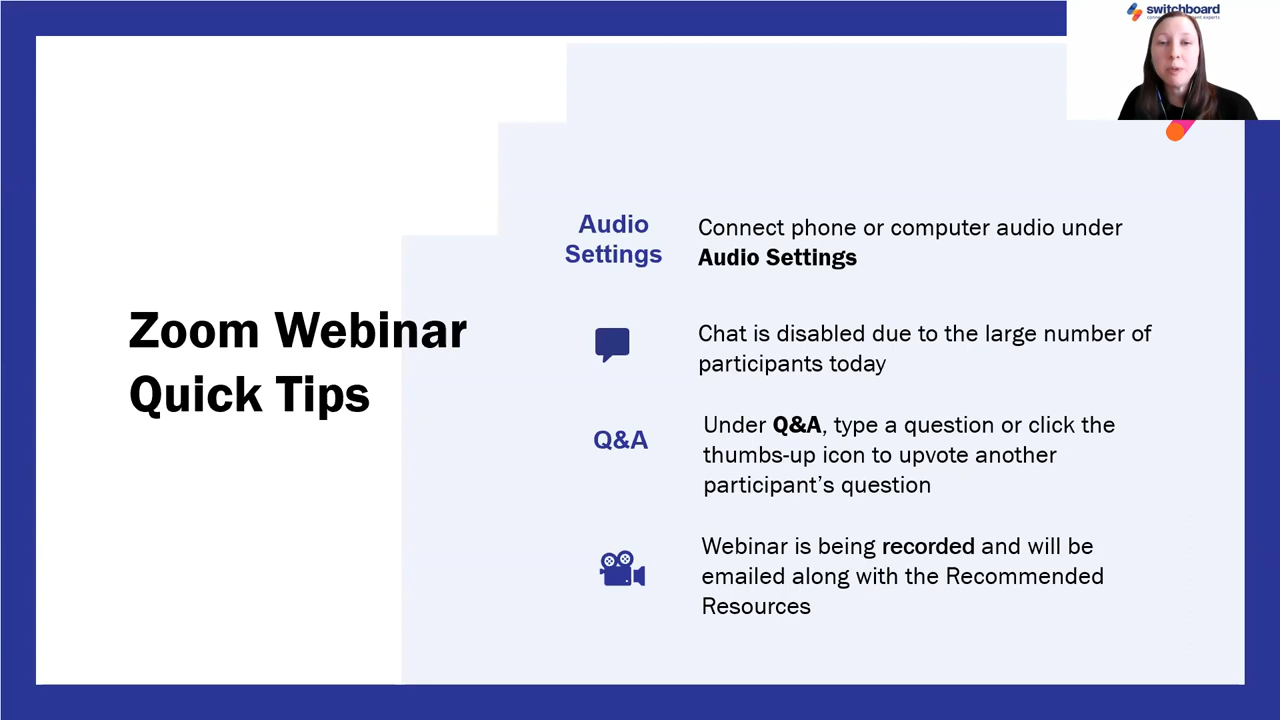 switchboard
Audio
Settings
Connect phone or computer audio under
Audio Settings
Zoom Webinar
Quick Tips
Chat is disabled due to the large number of
participants today
Q&A
Under Q&A, type a question or click the
thumbs-up icon to upvote another
participant’s question
Webinar is being recorded and will be
emailed along with the Recommended
Resources